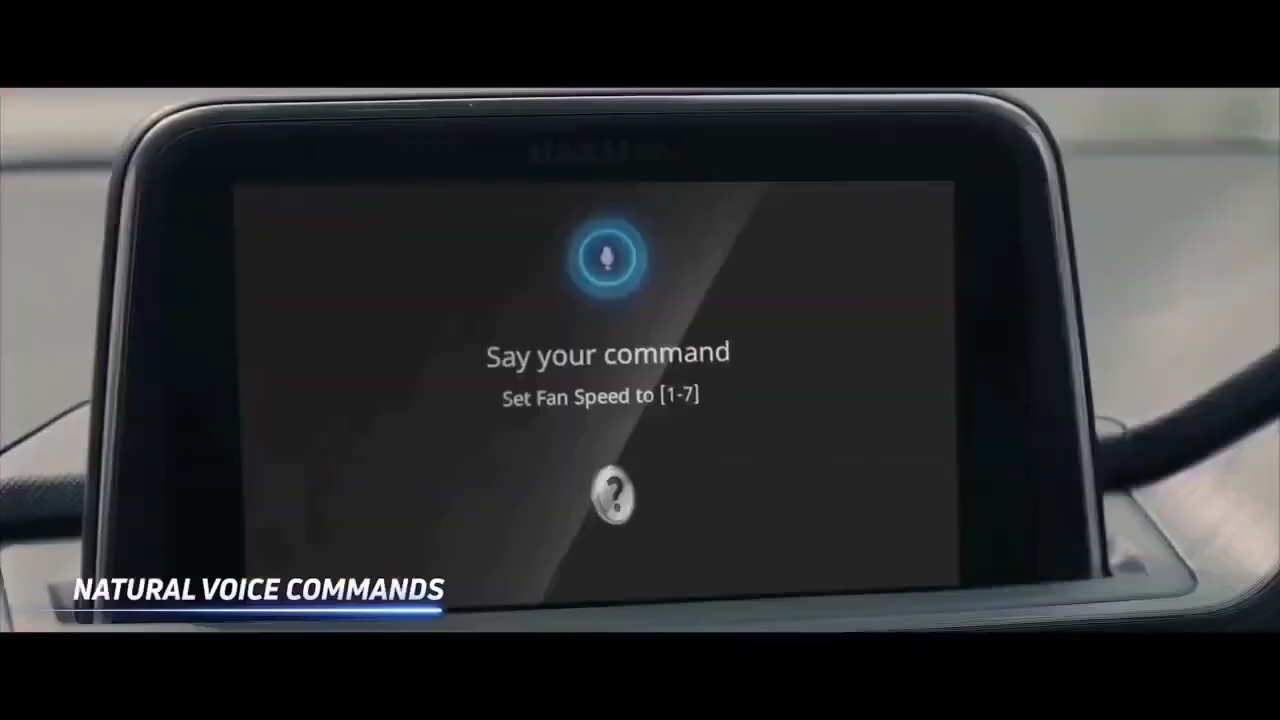 Say your command
Set Fan Speed to [1-7]
?
NATURAL VOICE COMMANDS